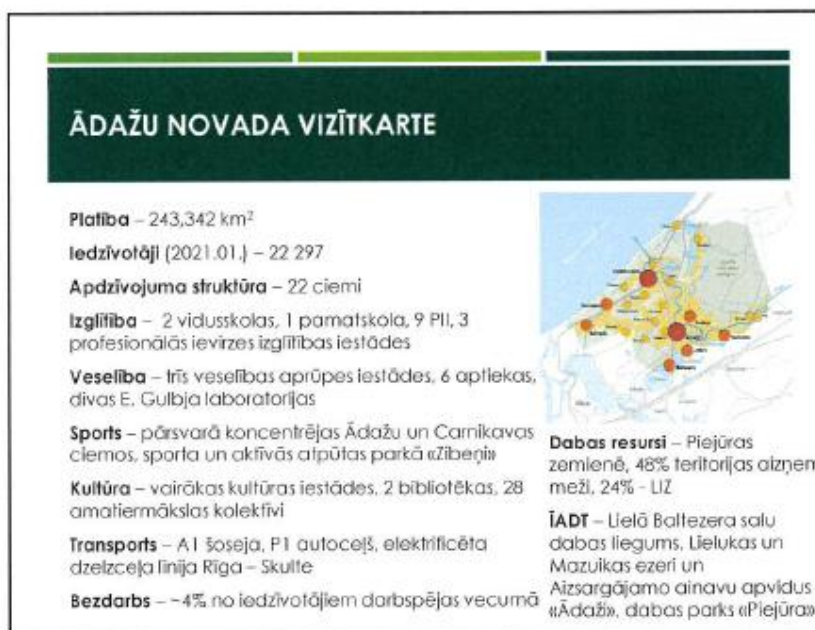 ĀDAŽU NOVADA VIZĪTKARTE
Platība – 243,342 km²
Iedzīvotāji (2021.01.) – 22 297
Apdzīvojuma struktūra – 22 ciemi
Izglītība – 2 vidusskolas, 1 pamatskola, 9 PII, 3
profesionālās ievirzes izglītības iestādes
Veselība – trīs veselības aprūpes iestādes, 6 aptiekas,
divas E. Gulbja laboratorijas
Sports – pārsvarā koncentrējas Ādažu un Carnikavas
ciemos, sporta un aktīvās atpūtas parkā «Zibeņi»
Kultūra – vairākas kultūras iestādes, 2 bibliotēkas, 28
amatiermākslas kolektīvi
Transports – A1 šoseja, P1 autoceļš, elektrificēta
dzelzceļa līnija Rīga – Skulte
Bezdarbs – ~4% no iedzīvotājiem darbspējas vecumā
Dabas resursi – Piejūras
zemienē, 48% teritorijas aizņem
meži, 24% - LIZ
ĪADT – Lielā Baltezera salu
dabas liegums, Lieluikas un
Mazuikas ezeri un
Aizsargājamo ainavu apvidus
«Ādaži», dabas parks «Piejūra»